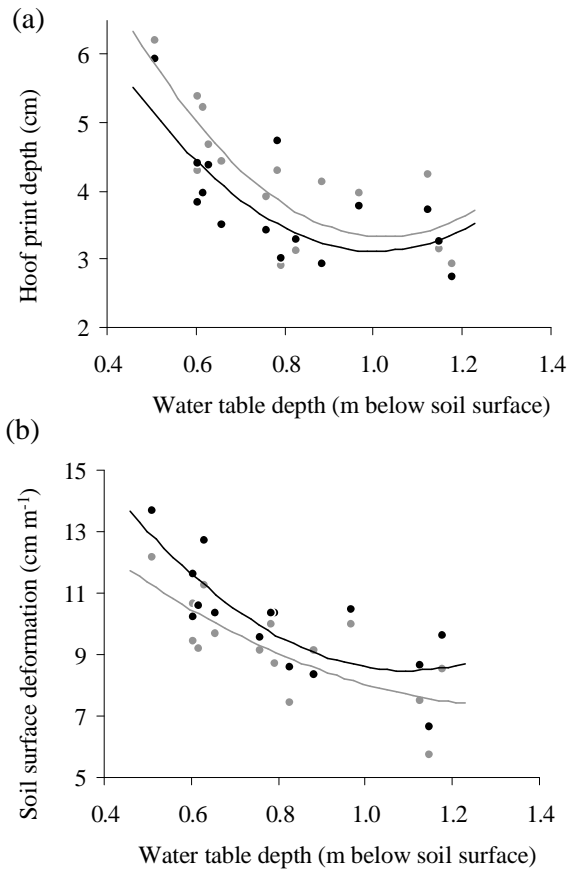 (a)
6
5
4
3
2
Hoof print depth (cm)
0.4 0.6 0.8 1.0 1.2 1.4
Water table depth (m below soil surface)
(b)
15
13
11
9
7
5
Soil surface deformation (cm m⁻¹)
0.4 0.6 0.8 1.0 1.2 1.4
Water table depth (m below soil surface)